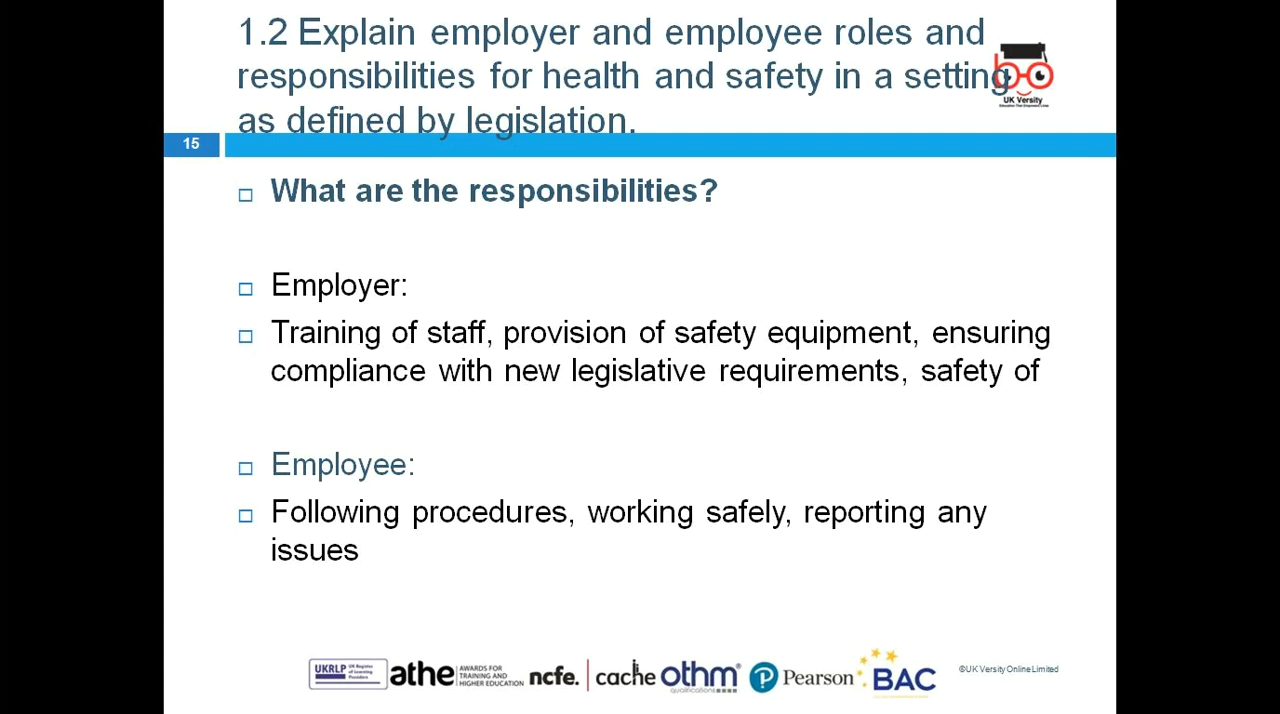 1.2 Explain employer and employee roles and
responsibilities for health and safety in a setting
as defined by legislation.
UK Versity
15
What are the responsibilities?
Employer:
Training of staff, provision of safety equipment, ensuring
compliance with new legislative requirements, safety of
Employee:
Following procedures, working safely, reporting any
issues
UKRLP UK Register of Learning Providers
athe AWARDS FOR TRAINING AND HIGHER EDUCATION
ncfe.
cache
othm qualifications
Pearson
BAC
©UK Versity Online Limited